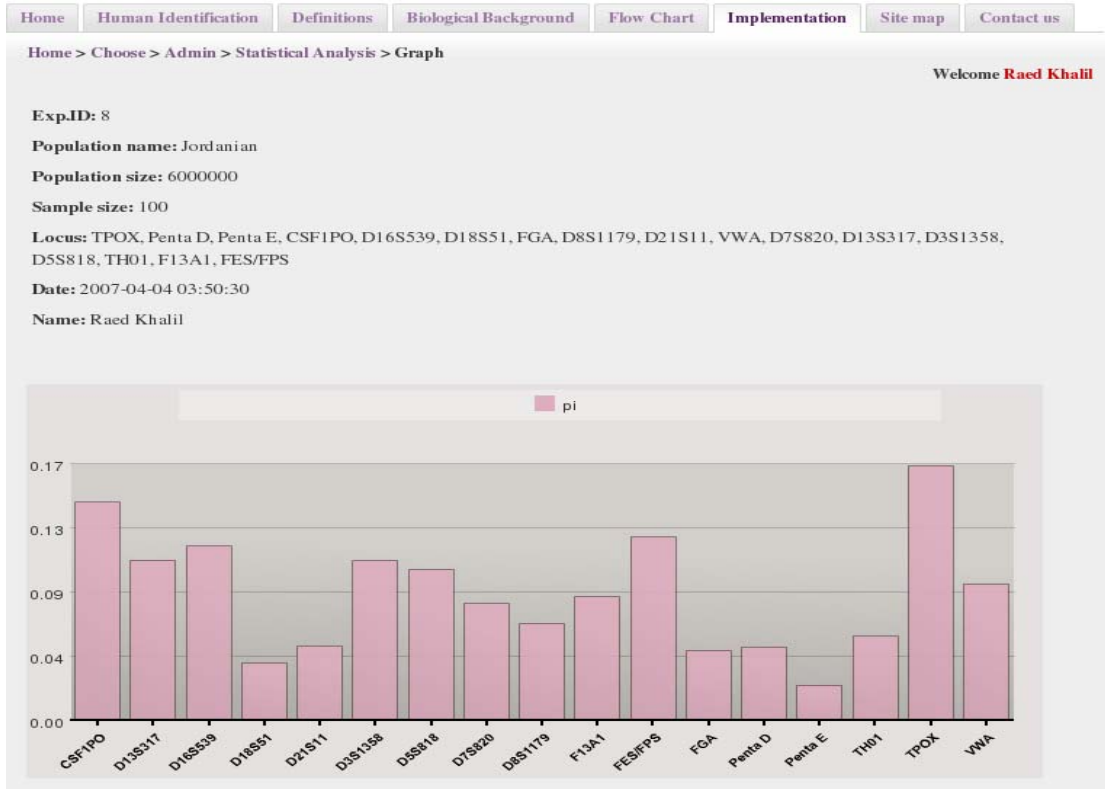 Home Human Identification Definitions Biological Background Flow Chart Implementation Site map Contact us
Home > Choose > Admin > Statistical Analysis > Graph
Welcome Raed Khalil
Exp.ID: 8
Population name: Jordanian
Population size: 6000000
Sample size: 100
Locus: TPOX, Penta D, Penta E, CSF1PO, D16S539, D18S51, FGA, D8S1179, D21S11, VWA, D7S820, D13S317, D3S1358,
D5S818, TH01, F13A1, FES/FPS
Date: 2007-04-04 03:50:30
Name: Raed Khalil
pi
0.17
0.13
0.09
0.04
0.00
CSF1PO D13S317 D16S539 D18S51 D21S11 D3S1358 D5S818 D7S820 D8S1179 F13A1 FES/FPS FGA Penta D Penta E TH01 TPOX VWA